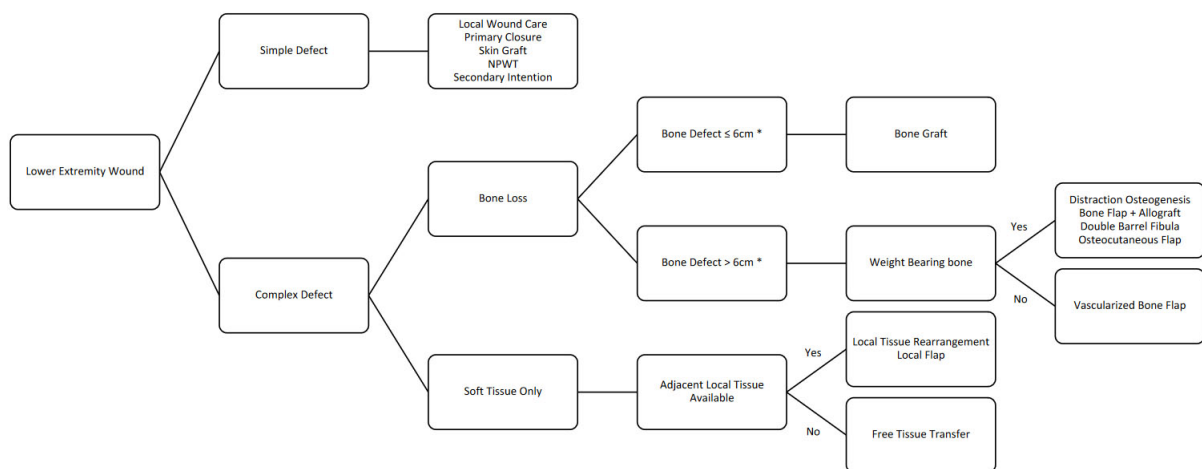 Simple Defect
Local Wound Care
Primary Closure
Skin Graft
NPWT
Secondary Intention
Lower Extremity Wound
Bone Defect ≤ 6cm *
Bone Graft
Bone Loss
Bone Defect > 6cm *
Weight Bearing bone
Yes
Distraction Osteogenesis
Bone Flap + Allograft
Double Barrel Fibula
Osteocutaneous Flap
No
Vascularized Bone Flap
Complex Defect
Soft Tissue Only
Adjacent Local Tissue
Available
Yes
Local Tissue Rearrangement
Local Flap
No
Free Tissue Transfer